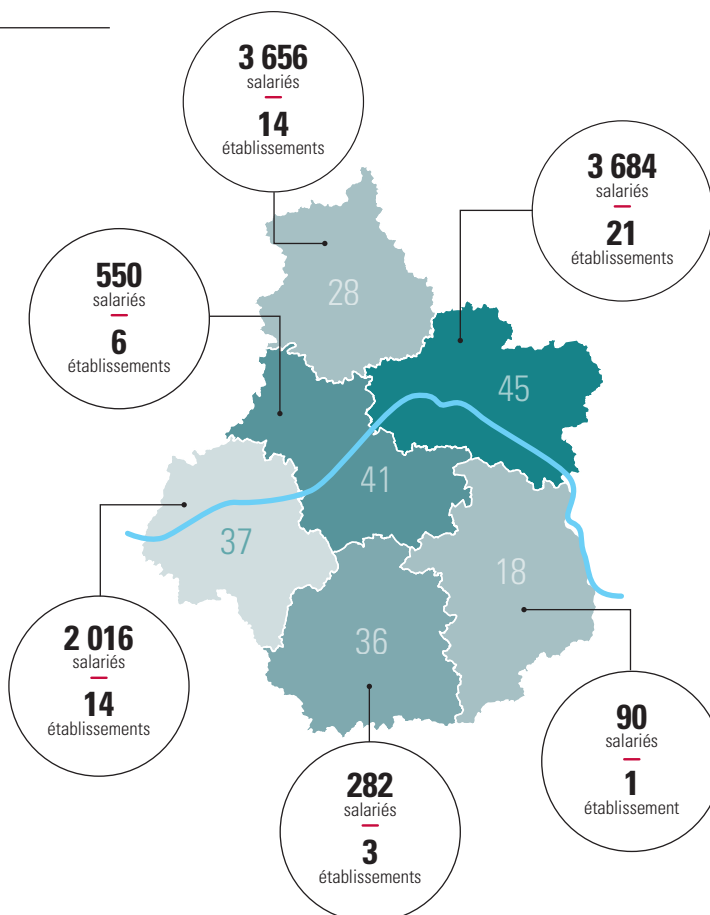 3 656
salariés
14
établissements
3 684
salariés
21
établissements
550
salariés
6
établissements
28
45
41
37
18
36
2 016
salariés
14
établissements
90
salariés
1
établissement
282
salariés
3
établissements